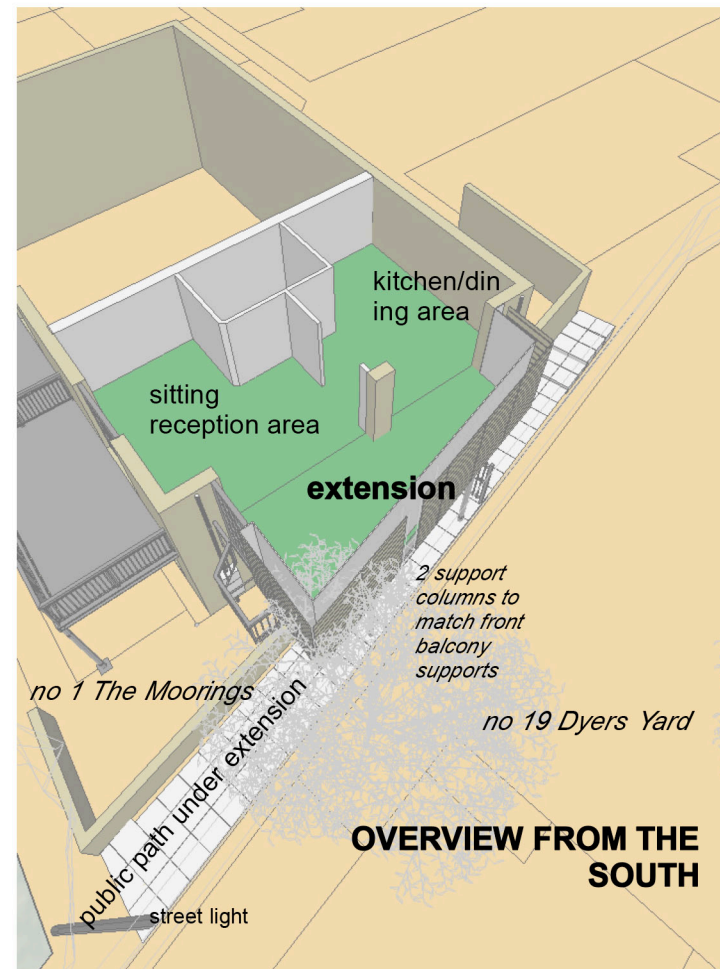 kitchen/din
ing area
sitting
reception area
extension
2 support
columns to
match front
balcony
supports
no 1 The Moorings
no 19 Dyers Yard
public path under extension
OVERVIEW FROM THE
SOUTH
street light